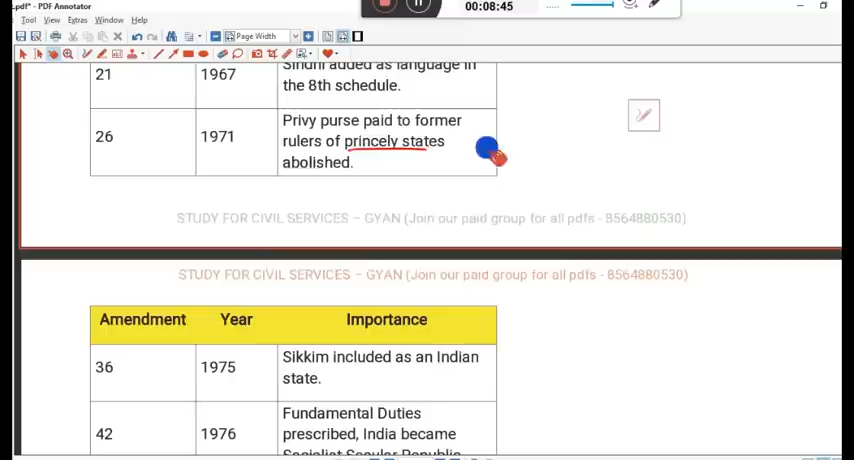 .pdf* - PDF Annotator
00:08:45
Tool View Extras Window Help
Page Width
21 1967 Sindhi added as language in
the 8th schedule.
26 1971 Privy purse paid to former
rulers of princely states
abolished.
STUDY FOR CIVIL SERVICES – GYAN (Join our paid group for all pdfs - 8564880530)
STUDY FOR CIVIL SERVICES – GYAN (Join our paid group for all pdfs - 8564880530)
Amendment Year Importance
36 1975 Sikkim included as an Indian
state.
42 1976 Fundamental Duties
prescribed, India became
Socialist Secular Republic